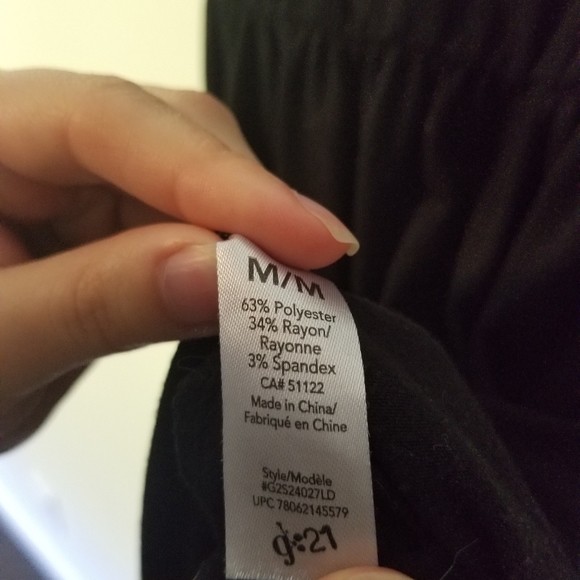 M/M
63% Polyester
34% Rayon/
Rayonne
3% Spandex
CA# 51122
Made in China/
Fabriqué en Chine
Style/Modèle
#G2S24027LD
UPC 78062145579
g:21